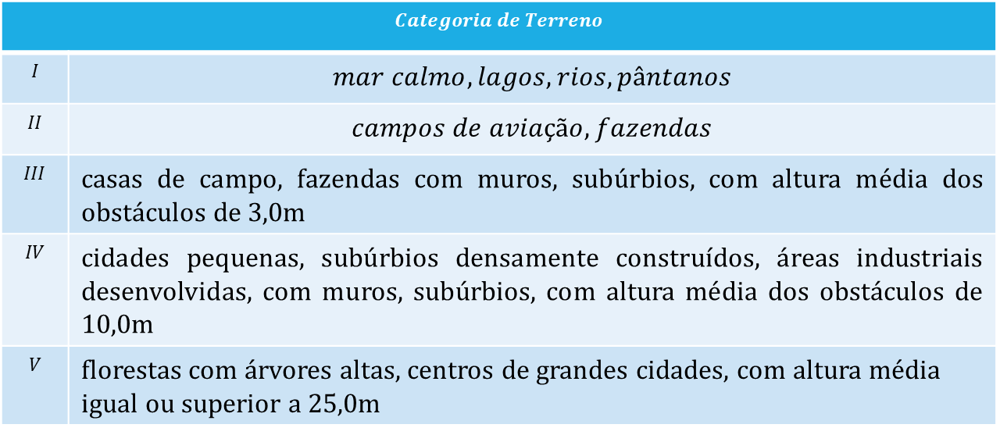 Categoria de Terreno
I
mar calmo, lagos, rios, pântanos
II
campos de aviação, fazendas
III
casas de campo, fazendas com muros, subúrbios, com altura média dos
obstáculos de 3,0m
IV
cidades pequenas, subúrbios densamente construídos, áreas industriais
desenvolvidas, com muros, subúrbios, com altura média dos obstáculos de
10,0m
V
florestas com árvores altas, centros de grandes cidades, com altura média
igual ou superior a 25,0m